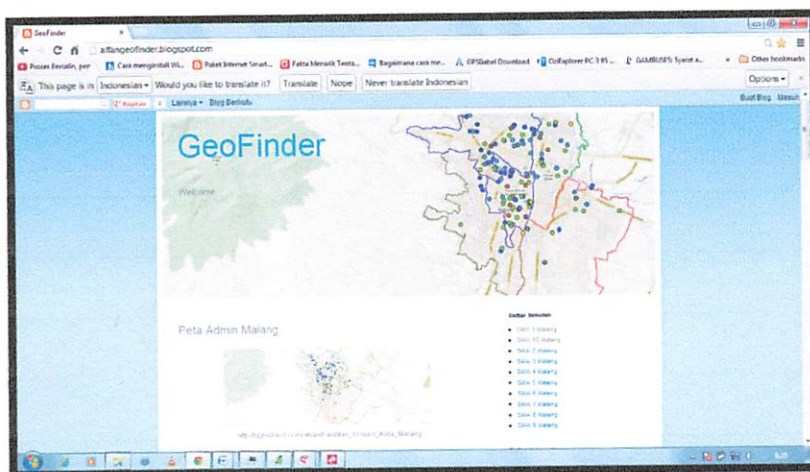 GeoFinder
alfangeofinder.blogspot.com
Proses Bersalin, per
Cara menginstall Wi...
Paket Internet Smart...
Fakta Menarik Tenta...
Bagaimana cara me...
GPSBabel Download
OziExplorer PC 3.95 ...
GAMBUSES: Syarat a...
Other bookmarks
This page is in Indonesian Would you like to translate it? Translate Nope Never translate Indonesian Options
Bagikan Lainnya Blog Berikut» Buat Blog Masuk
GeoFinder
Welcome
Peta Admin Malang
Daftar Sekolah
SMA 1 Malang
SMA 10 Malang
SMA 2 Malang
SMA 3 Malang
SMA 4 Malang
SMA 5 Malang
SMA 6 Malang
SMA 7 Malang
SMA 8 Malang
SMA 9 Malang